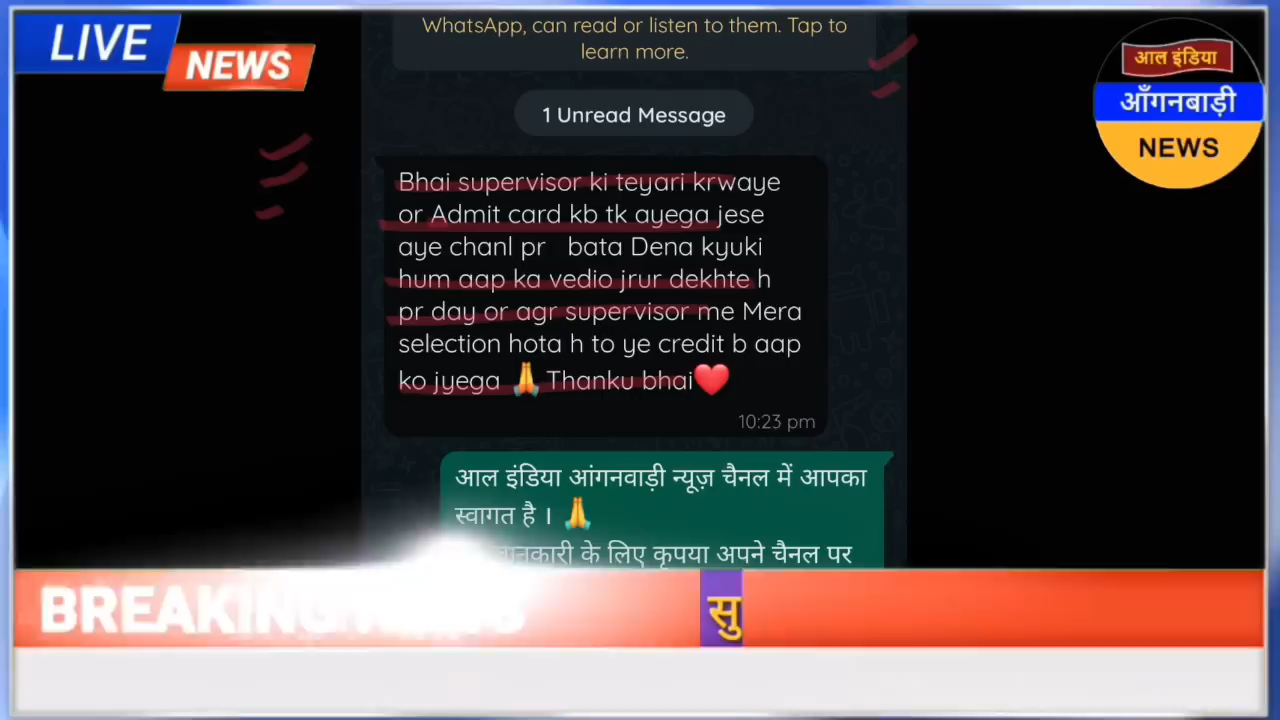 LIVE
NEWS
आल इंडिया
आँगनबाड़ी
NEWS
WhatsApp, can read or listen to them. Tap to
learn more.
1 Unread Message
Bhai supervisor ki teyari krwaye
or Admit card kb tk ayega jese
aye chanl pr bata Dena kyuki
hum aap ka vedio jrur dekhte h
pr day or agr supervisor me Mera
selection hota h to ye credit b aap
ko jyega 🙏 Thanku bhai❤️
10:23 pm
आल इंडिया आंगनवाड़ी न्यूज़ चैनल में आपका
स्वागत है । 🙏
के लिए कृपया अपने चैनल पर
BREAKING NEWS
सु